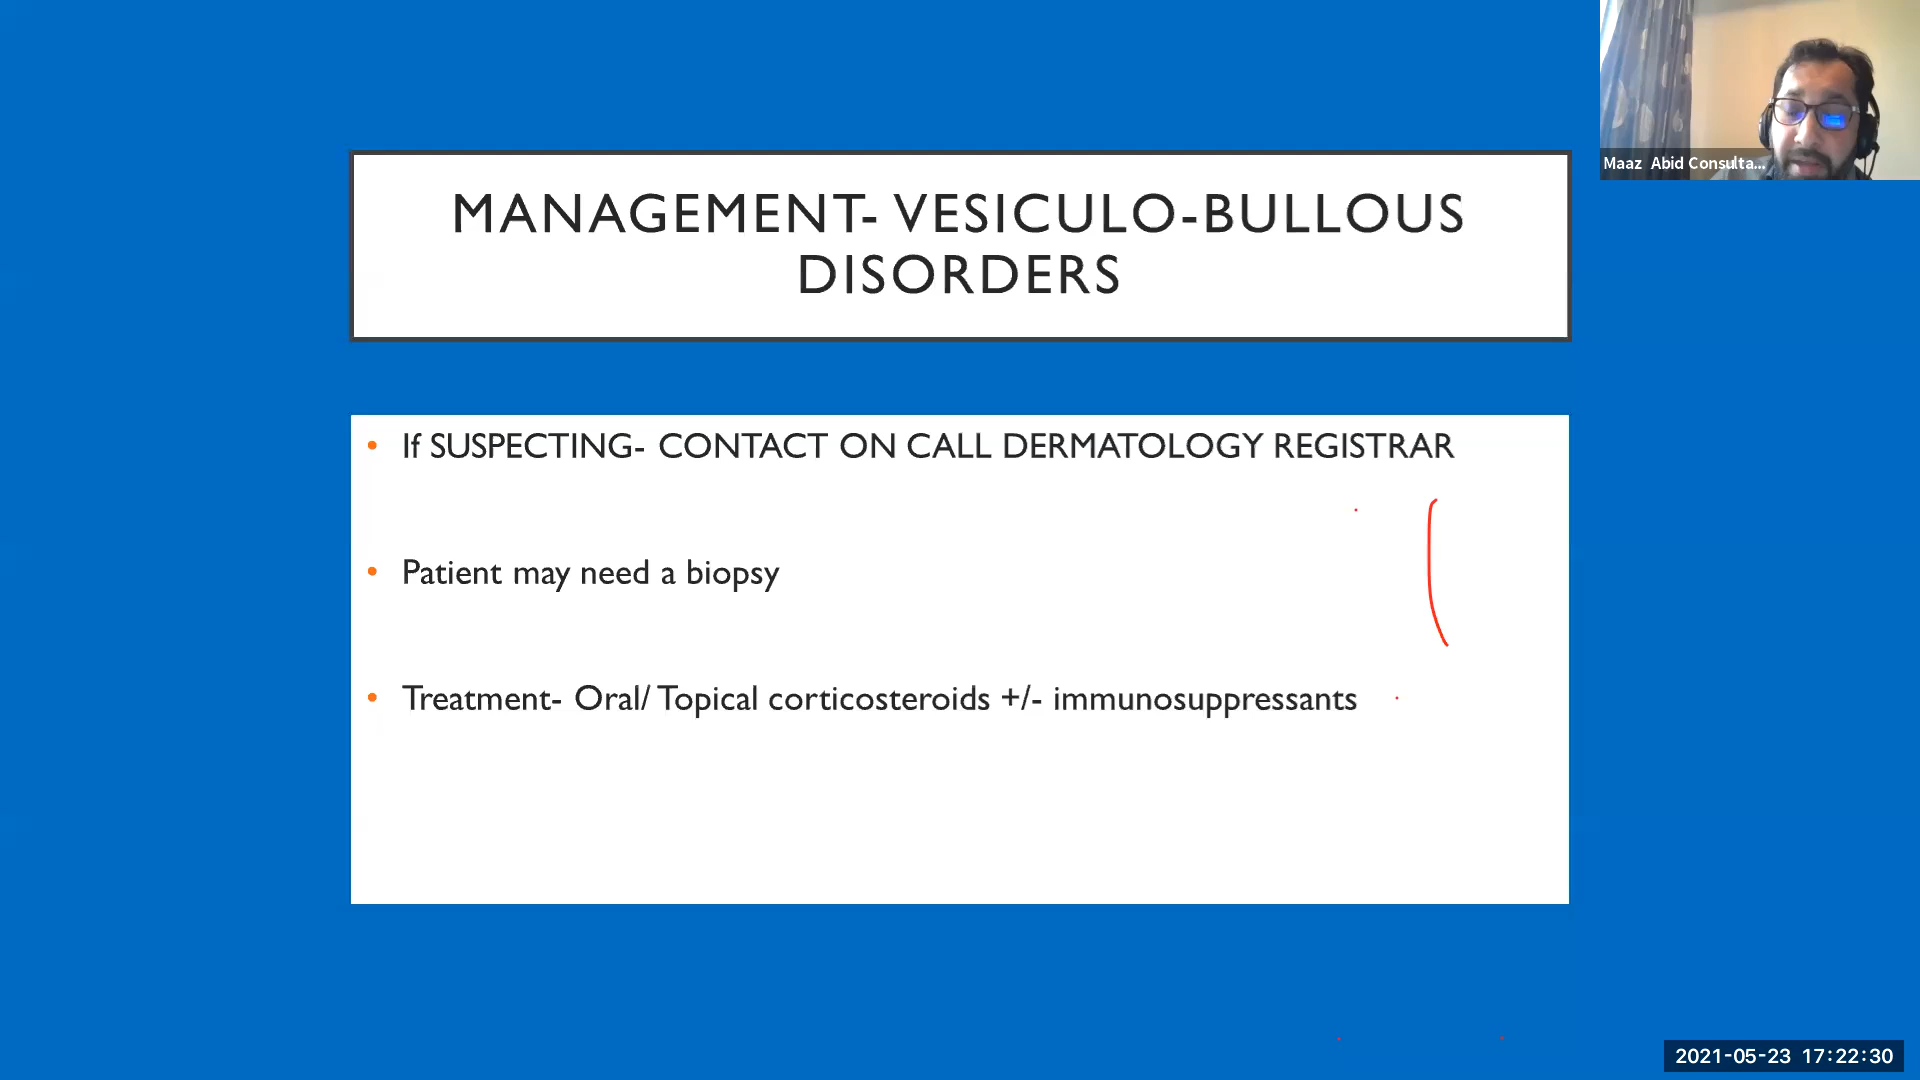 MANAGEMENT- VESICULO-BULLOUS
DISORDERS
Maaz Abid Consulta...
• If SUSPECTING- CONTACT ON CALL DERMATOLOGY REGISTRAR
• Patient may need a biopsy
• Treatment- Oral/ Topical corticosteroids +/- immunosuppressants
2021-05-23 17:22:30